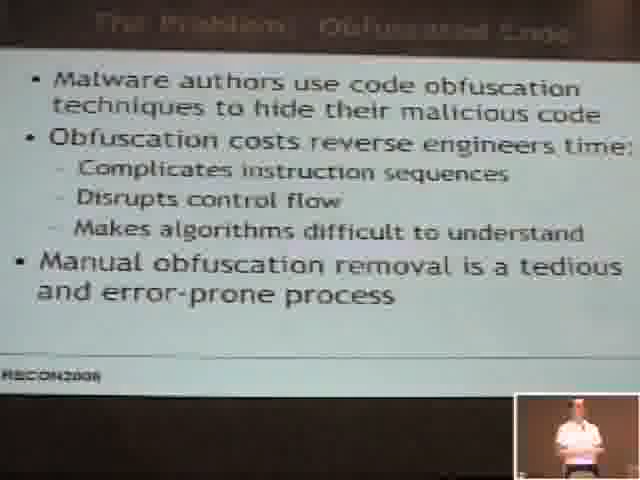 The Problem: Obfuscated Code
• Malware authors use code obfuscation
techniques to hide their malicious code
• Obfuscation costs reverse engineers time:
- Complicates instruction sequences
- Disrupts control flow
- Makes algorithms difficult to understand
• Manual obfuscation removal is a tedious
and error-prone process
RECON2008